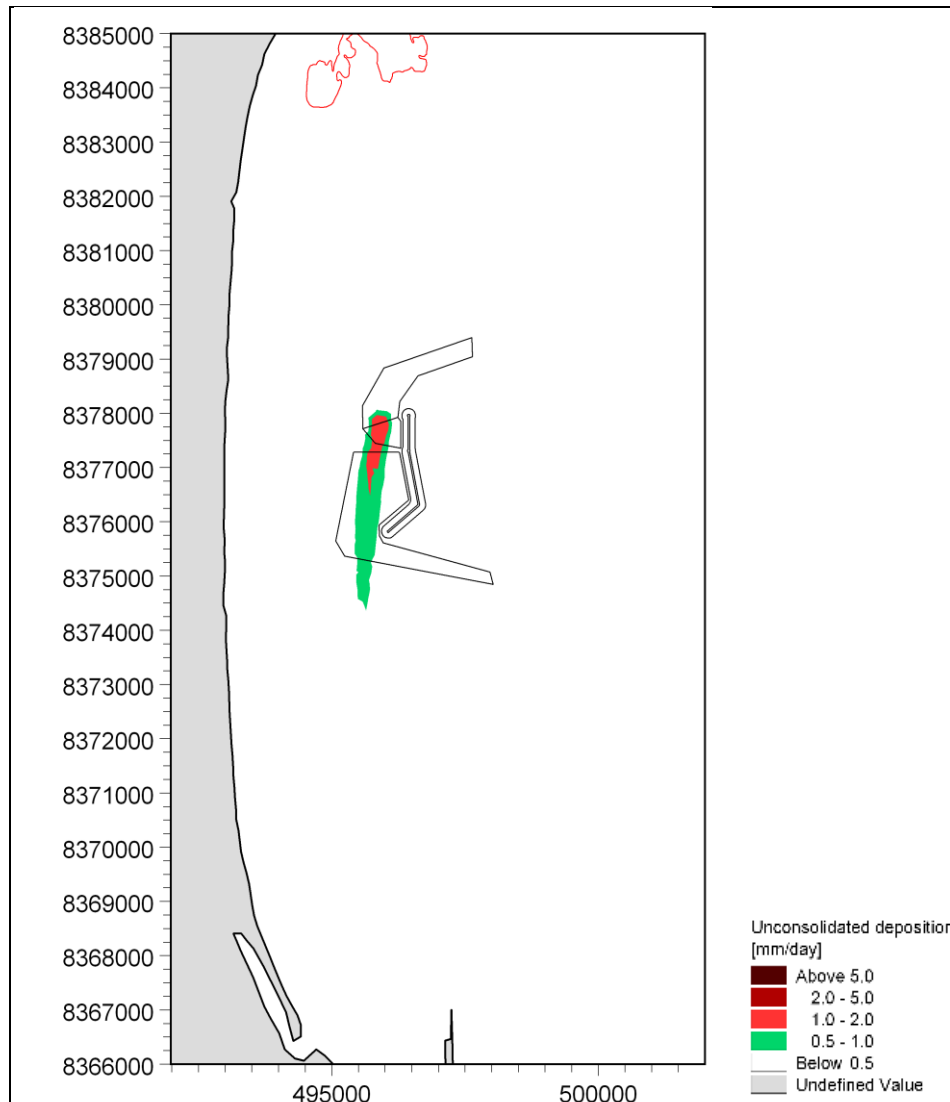 8385000
8384000
8383000
8382000
8381000
8380000
8379000
8378000
8377000
8376000
8375000
8374000
8373000
8372000
8371000
8370000
8369000
8368000
8367000
8366000
495000 500000
Unconsolidated deposition
[mm/day]
Above 5.0
2.0 - 5.0
1.0 - 2.0
0.5 - 1.0
Below 0.5
Undefined Value